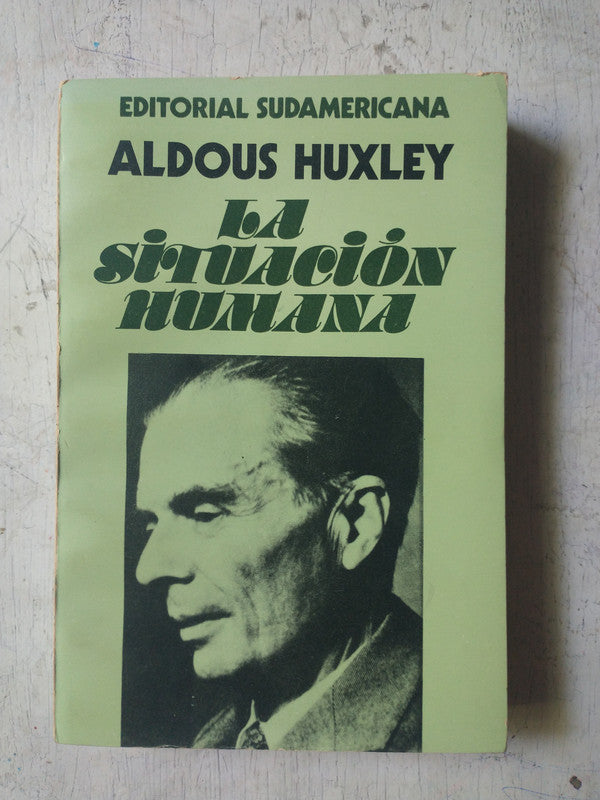 EDITORIAL SUDAMERICANA
ALDOUS HUXLEY
LA
SITUACIÓN
HUMANA